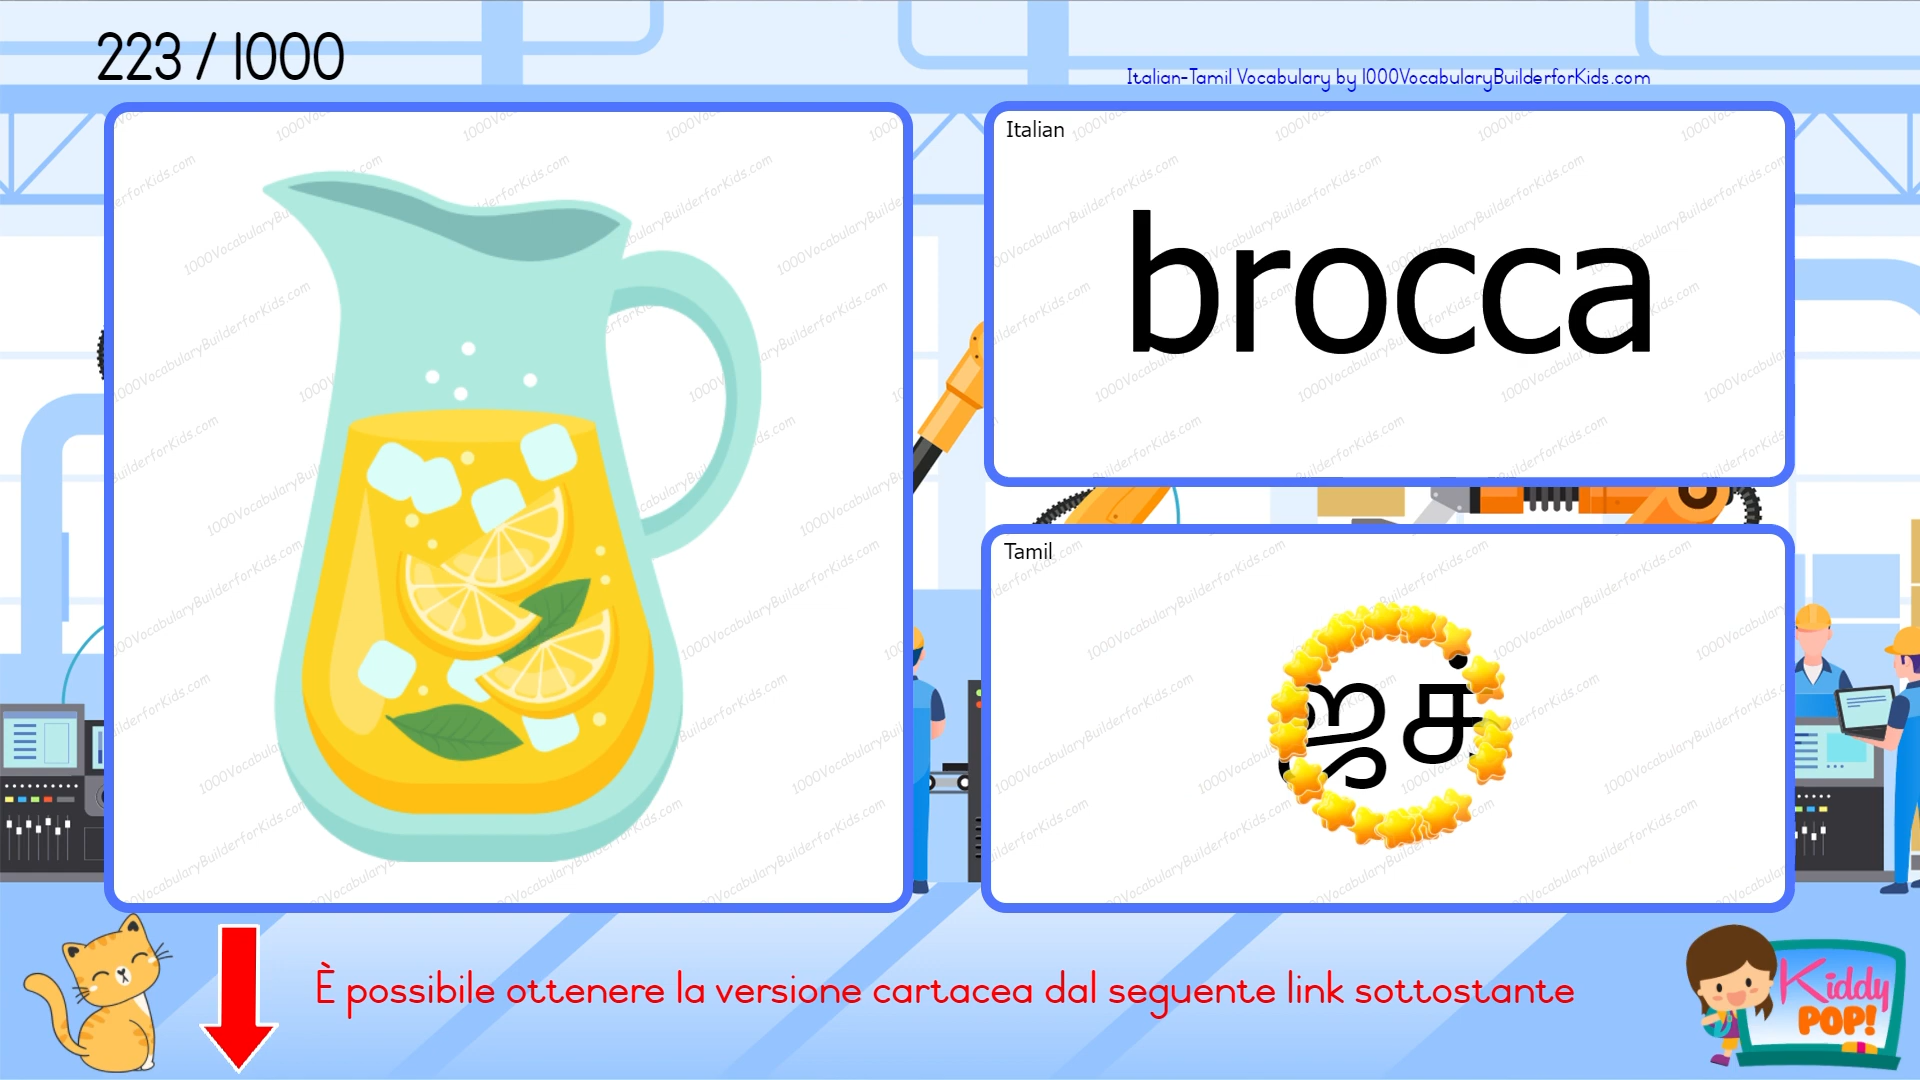 223 / 1000
Italian-Tamil Vocabulary by 1000VocabularyBuilderforKids.com
Italian
brocca
Tamil
È possibile ottenere la versione cartacea dal seguente link sottostante
Kiddy
POP!